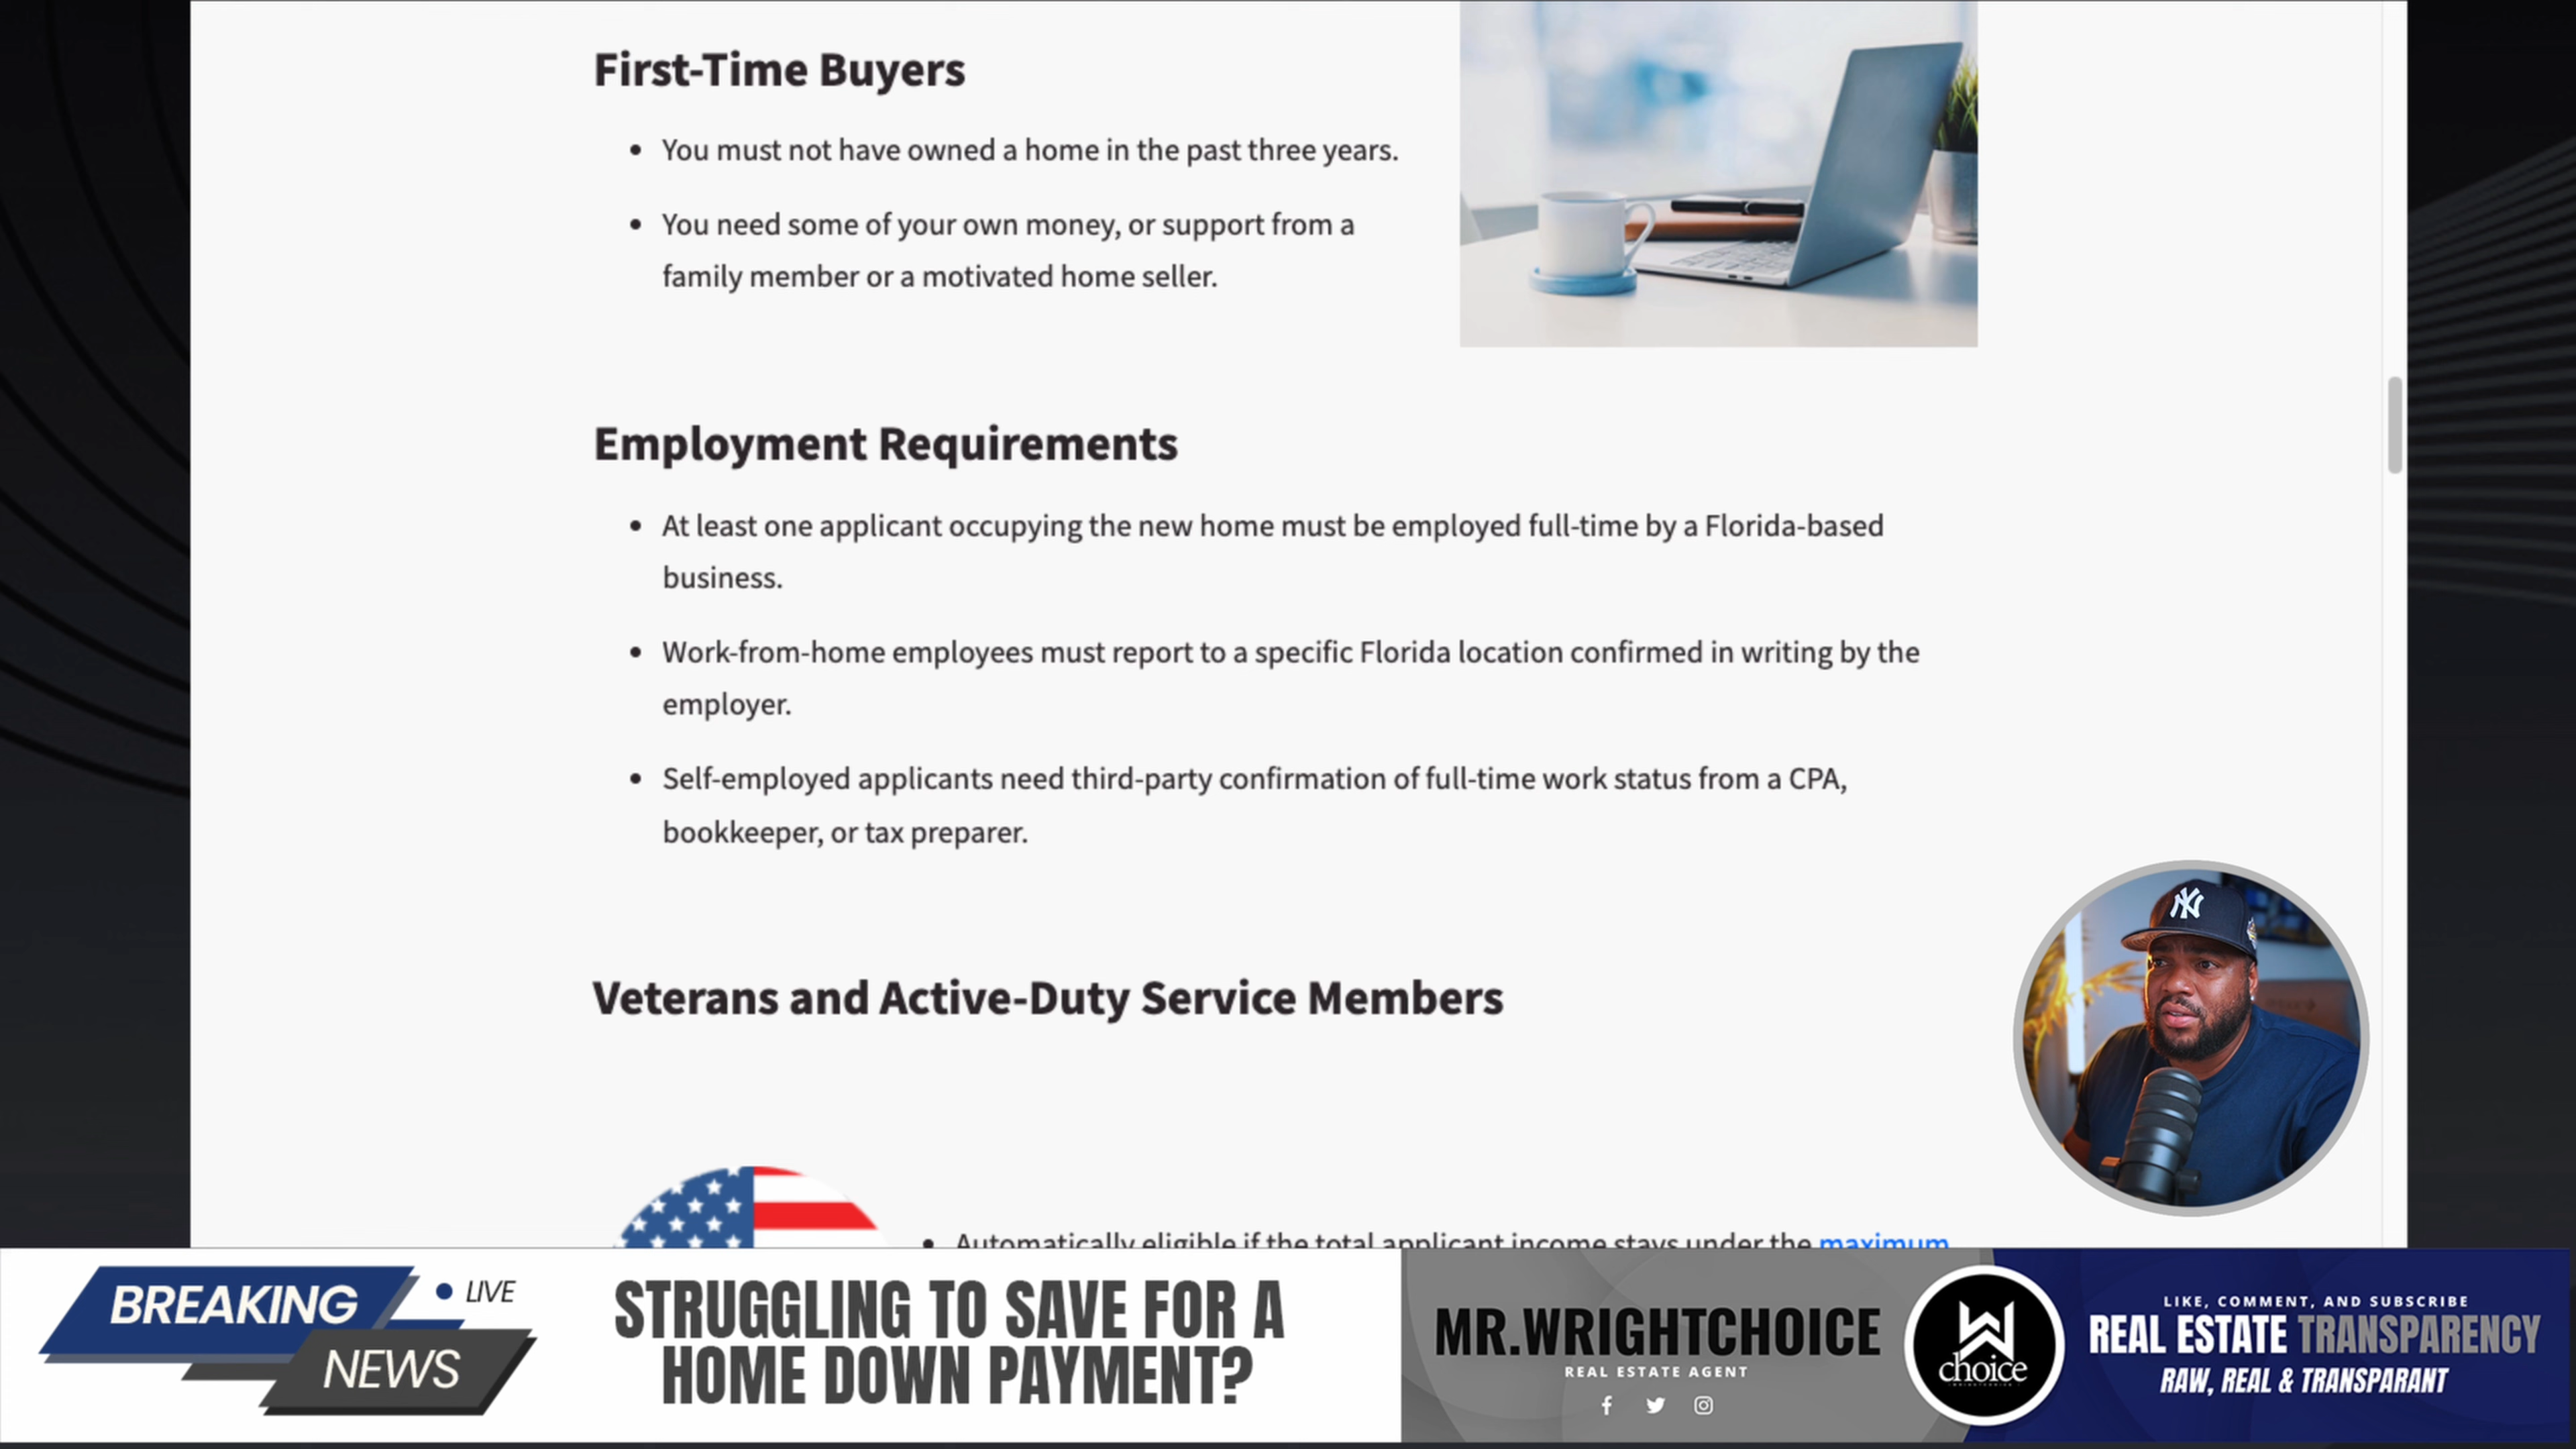 First-Time Buyers
• You must not have owned a home in the past three years.
• You need some of your own money, or support from a
family member or a motivated home seller.
Employment Requirements
• At least one applicant occupying the new home must be employed full-time by a Florida-based
business.
• Work-from-home employees must report to a specific Florida location confirmed in writing by the
employer.
• Self-employed applicants need third-party confirmation of full-time work status from a CPA,
bookkeeper, or tax preparer.
Veterans and Active-Duty Service Members
• Automatically eligible if the total applicant income stays under the maximum
NY
BREAKING
NEWS
• LIVE
STRUGGLING TO SAVE FOR A
HOME DOWN PAYMENT?
MR.WRIGHTCHOICE
REAL ESTATE AGENT
W
choice
LIKE, COMMENT, AND SUBSCRIBE
REAL ESTATE TRANSPARENCY
RAW, REAL & TRANSPARANT